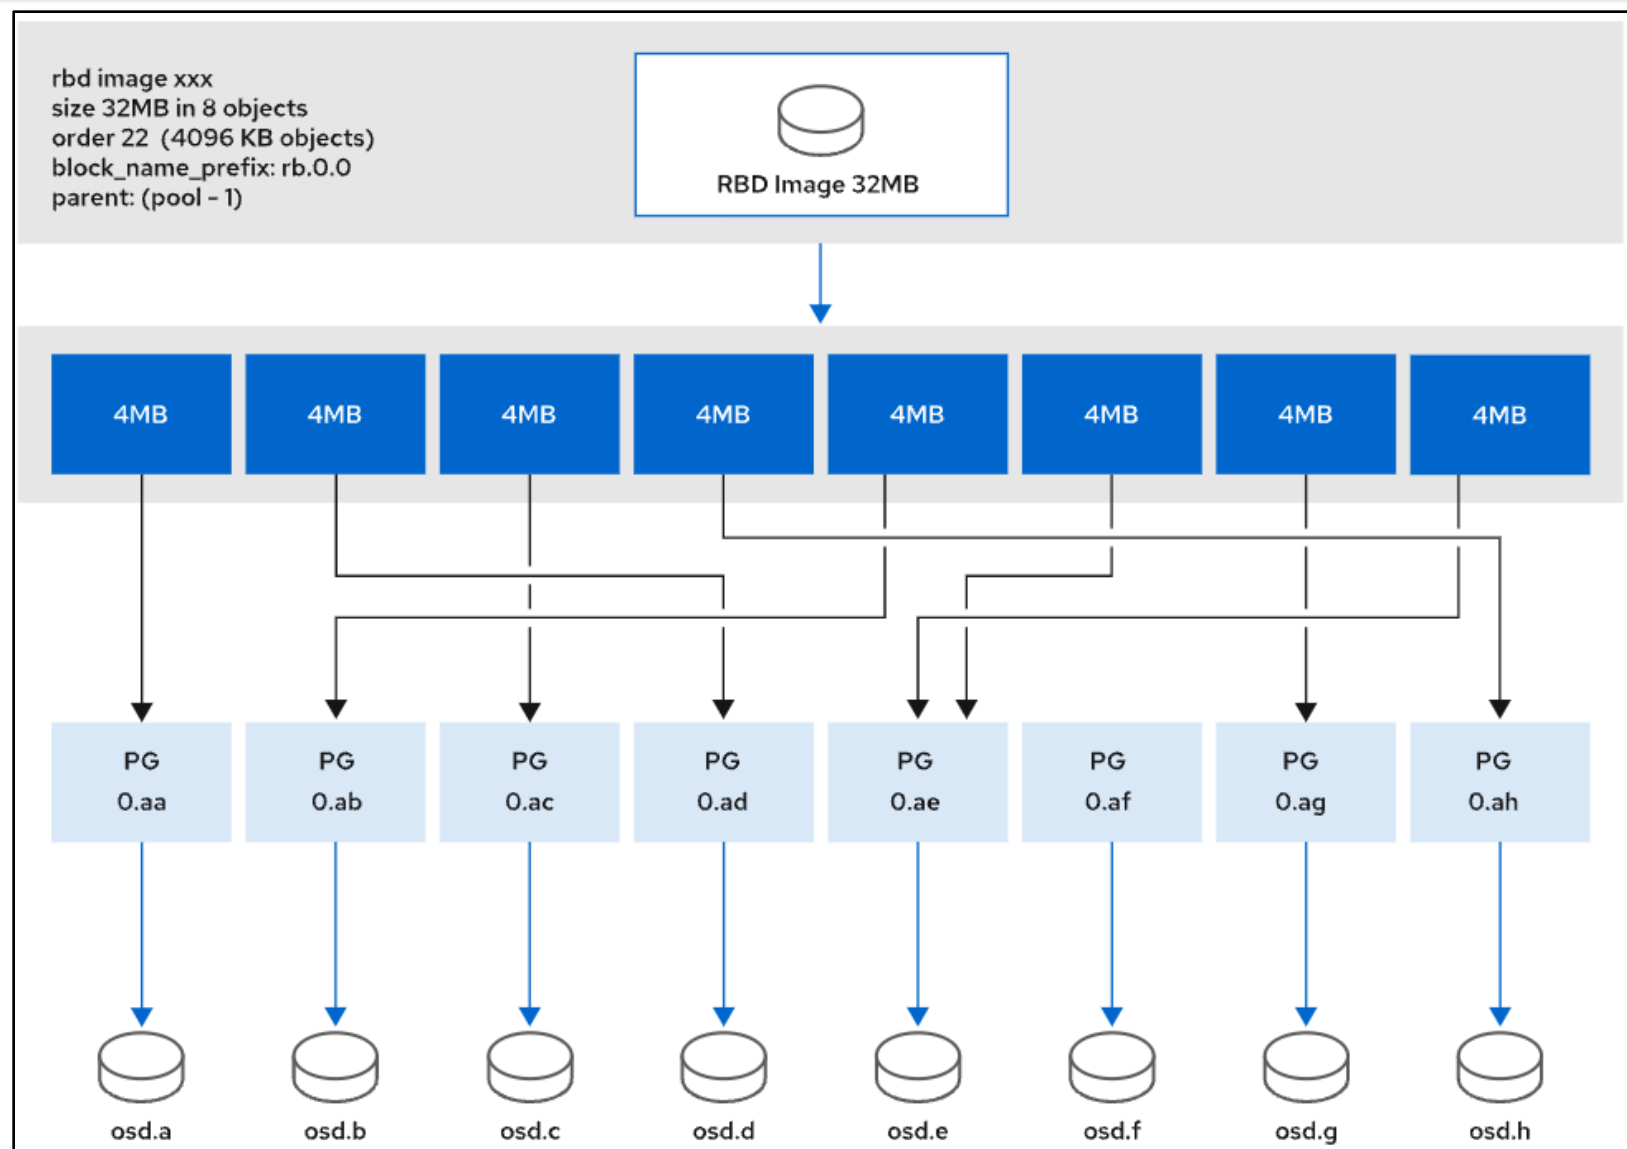 rbd image xxx
size 32MB in 8 objects
order 22 (4096 KB objects)
block_name_prefix: rb.0.0
parent: (pool - 1)
RBD Image 32MB
4MB
4MB
4MB
4MB
4MB
4MB
4MB
4MB
PG
0.aa
PG
0.ab
PG
0.ac
PG
0.ad
PG
0.ae
PG
0.af
PG
0.ag
PG
0.ah
osd.a
osd.b
osd.c
osd.d
osd.e
osd.f
osd.g
osd.h